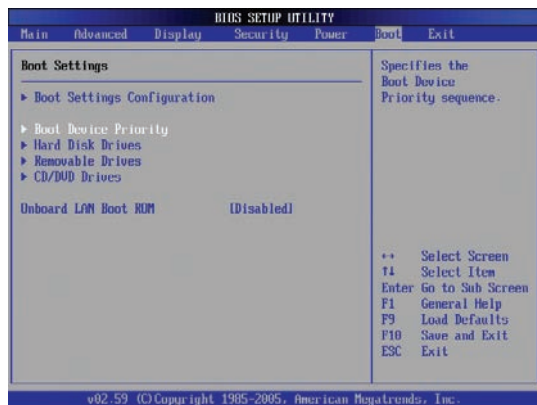 BIOS SETUP UTILITY
Main Advanced Display Security Power Boot Exit
Boot Settings
▶ Boot Settings Configuration
▶ Boot Device Priority
▶ Hard Disk Drives
▶ Removable Drives
▶ CD/DVD Drives
Onboard LAN Boot ROM [Disabled]
Specifies the
Boot Device
Priority sequence.
↔ Select Screen
↑↓ Select Item
Enter Go to Sub Screen
F1 General Help
F9 Load Defaults
F10 Save and Exit
ESC Exit
v02.59 (C)Copyright 1985-2005, American Megatrends, Inc.